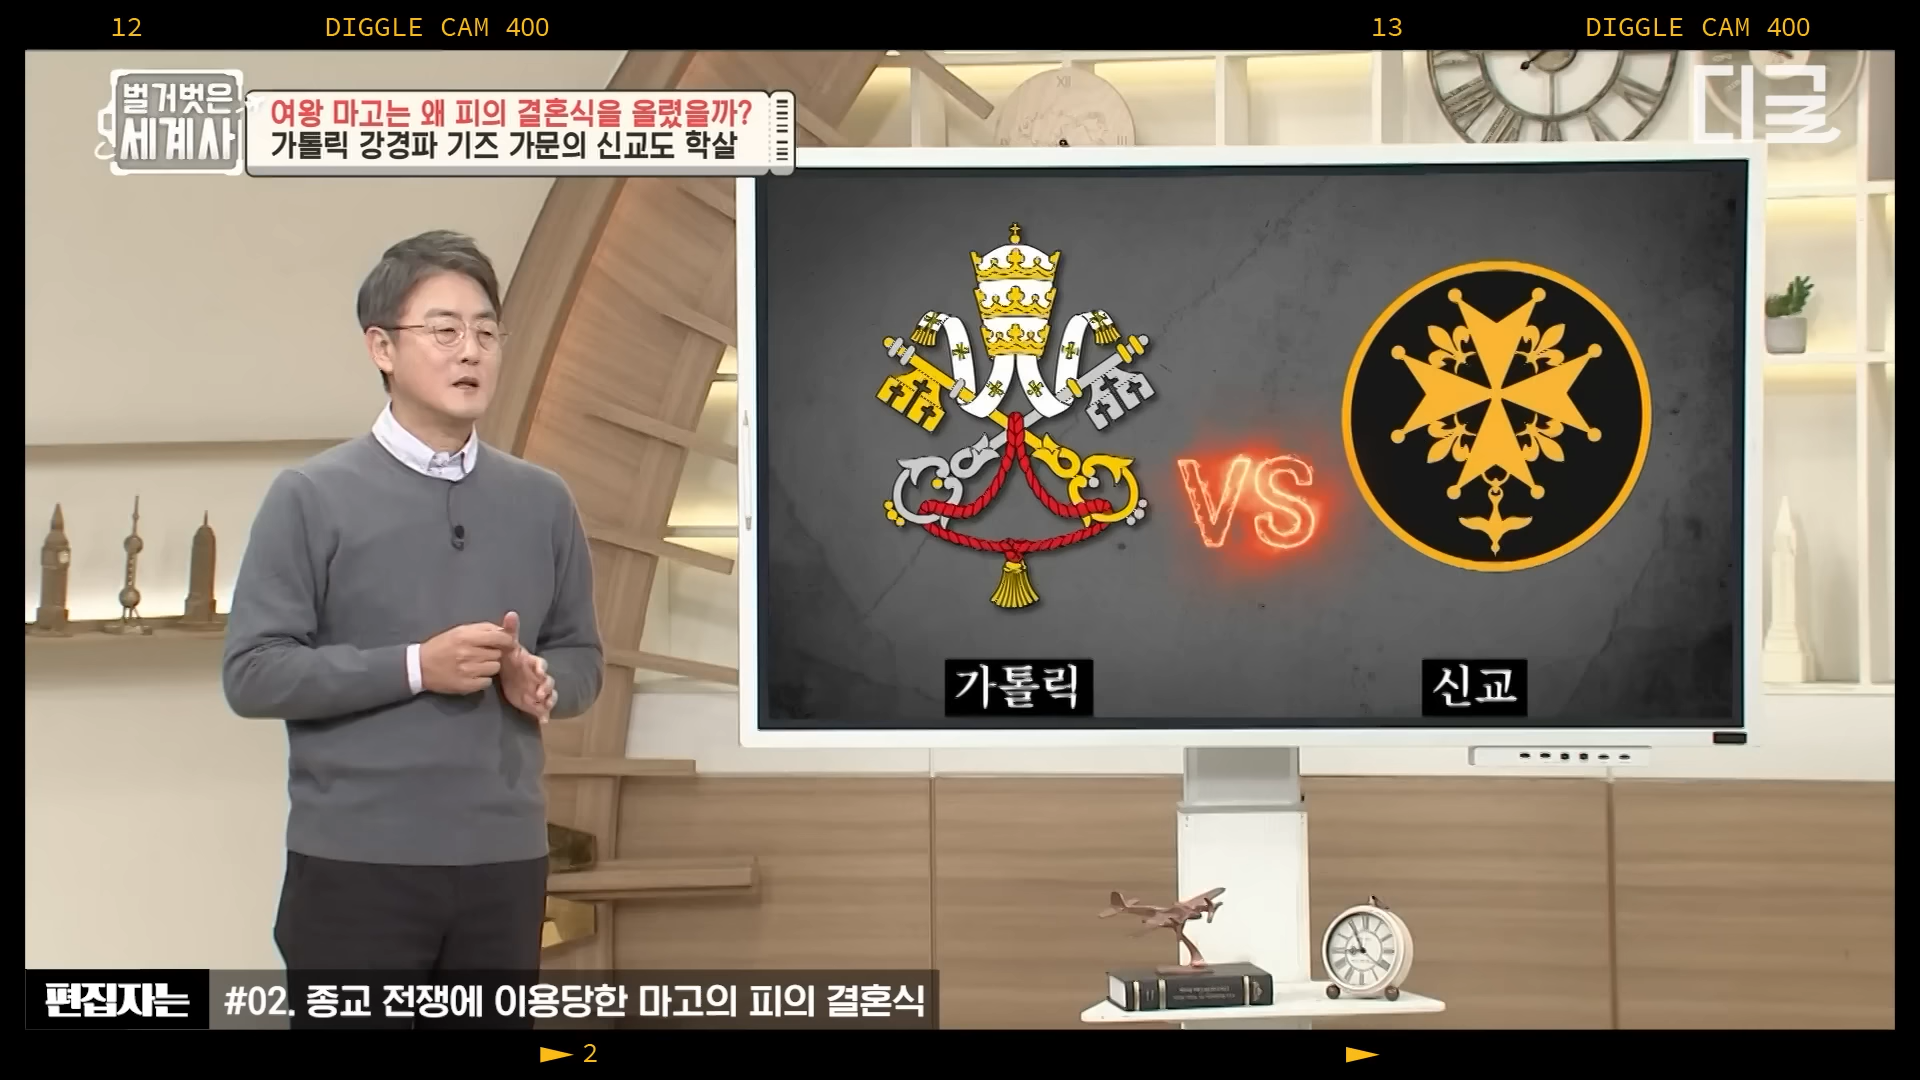 12
DIGGLE CAM 400
13
DIGGLE CAM 400
벌거벗은
세계사
여왕 마고는 왜 피의 결혼식을 올렸을까?
가톨릭 강경파 기즈 가문의 신교도 학살
디글
VS
가톨릭
신교
편집자는
#02. 종교 전쟁에 이용당한 마고의 피의 결혼식
2